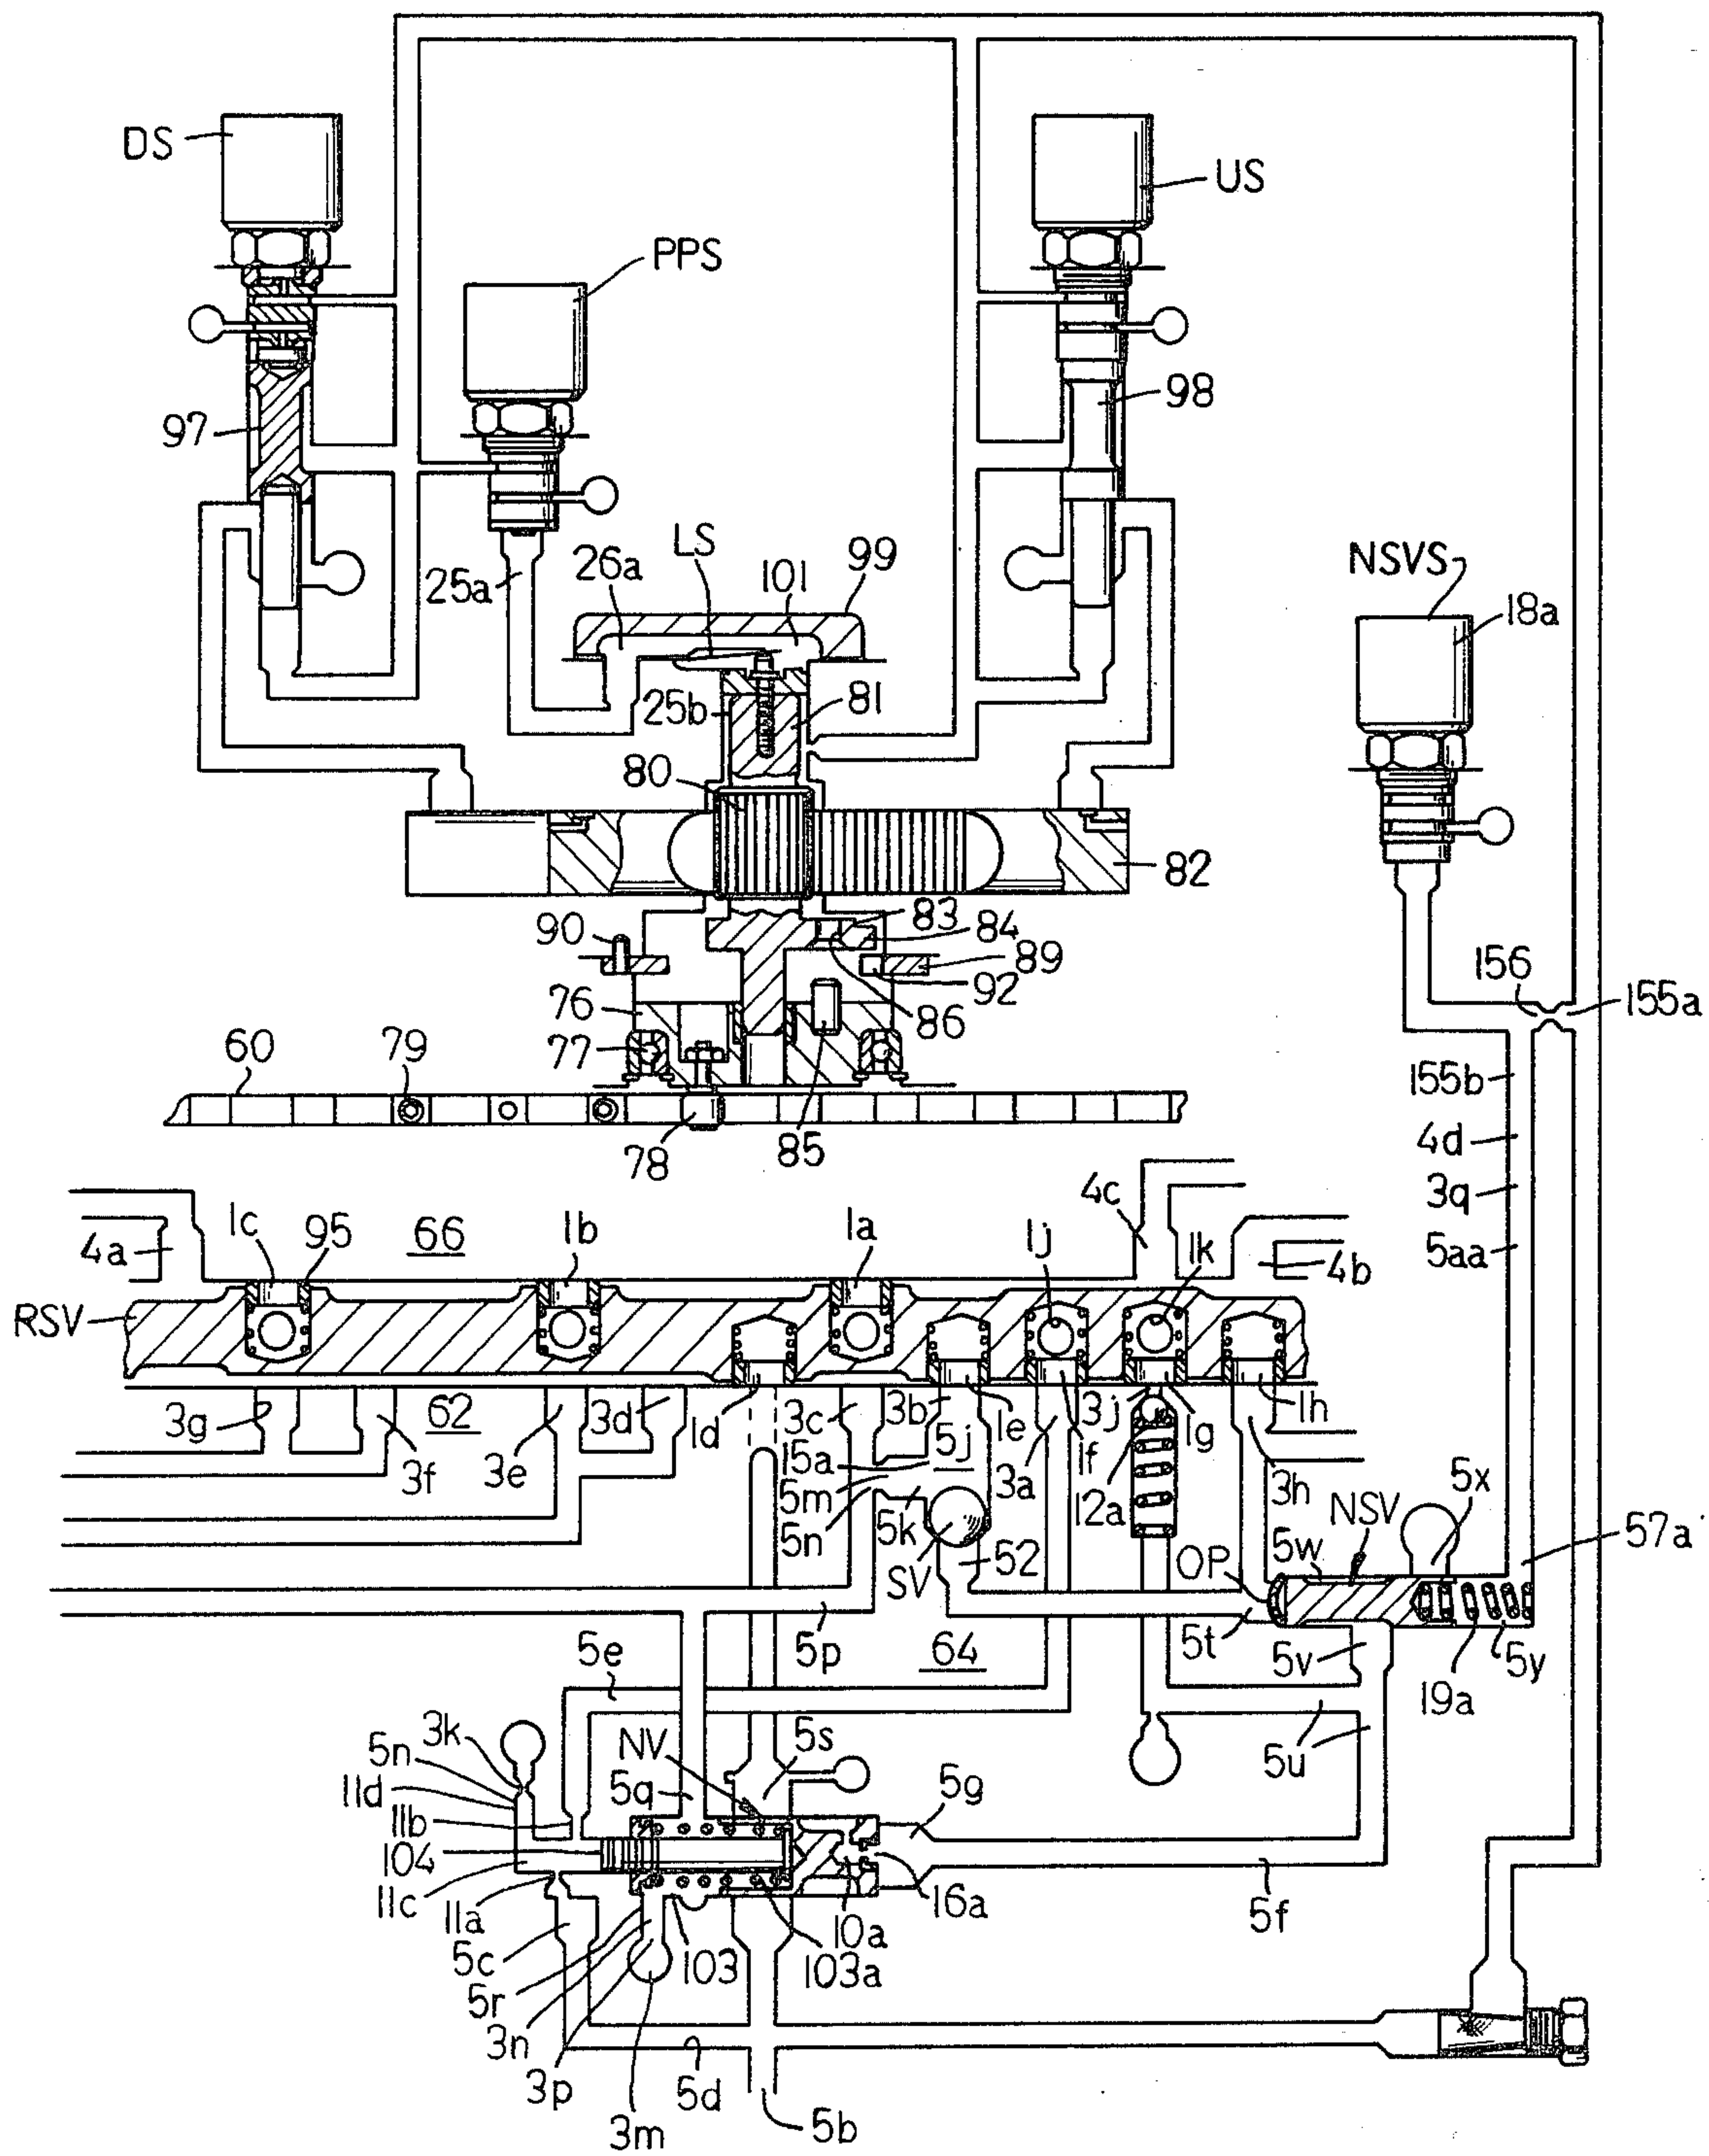 DS
US
PPS
97
98
LS
26a
101
99
25a
NSVS
18a
25b
81
80
82
90
83
84
89
92
86
156
155a
76
77
60
79
78
85
155b
4d
3q
5aa
4c
4a
1c
95
66
1b
1a
1j
1k
4b
RSV
3g
62
3f
3e
3d
1d
3c
3b
1e
3j
1g
1h
15a
5j
5m
5n
5k
3a
1f
12a
3h
NSV
5x
57a
SV
52
OP
5w
5p
64
5t
5v
19a
5y
5e
5u
3k
5n
11d
11b
104
11c
11a
NV
5q
5s
5g
5c
5r
3n
3p
3m
103
10a
103a
16a
5f
5d
5b